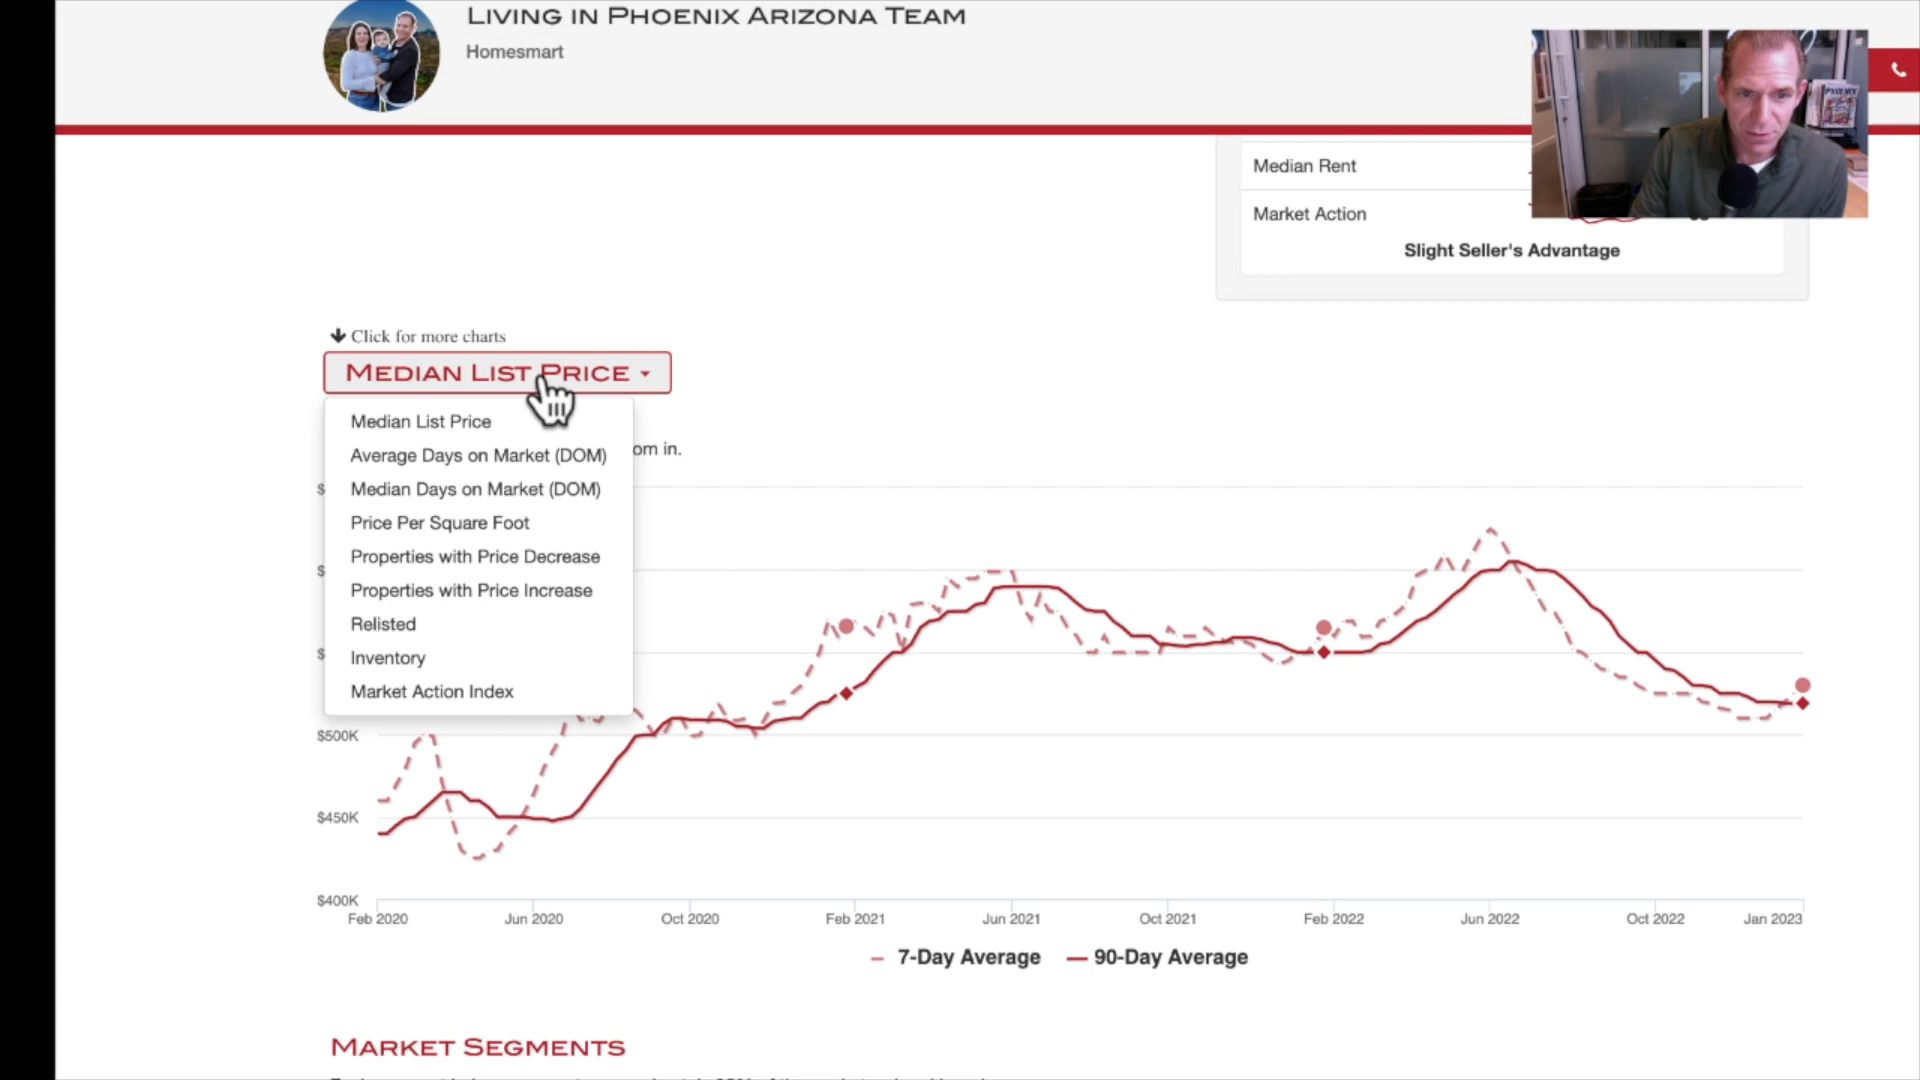 LIVING IN PHOENIX ARIZONA TEAM
Homesmart
PHOENIX
Median Rent
Market Action
Slight Seller's Advantage
Click for more charts
MEDIAN LIST PRICE
Median List Price
Average Days on Market (DOM)
om in.
Median Days on Market (DOM)
Price Per Square Foot
Properties with Price Decrease
Properties with Price Increase
Relisted
Inventory
Market Action Index
$
$
$
$500K
$450K
$400K
Feb 2020 Jun 2020 Oct 2020 Feb 2021 Jun 2021 Oct 2021 Feb 2022 Jun 2022 Oct 2022 Jan 2023
7-Day Average 90-Day Average
MARKET SEGMENTS